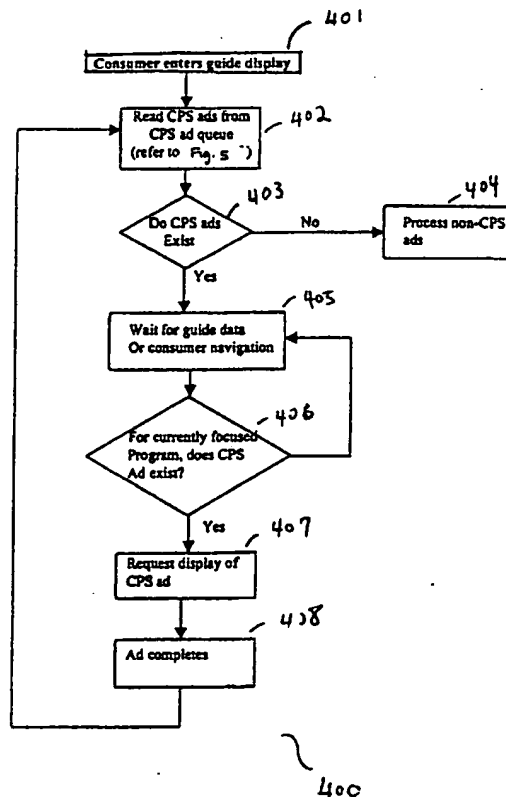 401
Consumer enters guide display
Read CPS ads from
CPS ad queue
(refer to Fig. 5 )
402
403
Do CPS ads
Exist
No
404
Process non-CPS
ads
Yes
405
Wait for guide data
Or consumer navigation
406
For currently focused
Program, does CPS
Ad exist?
Yes
407
Request display of
CPS ad
408
Ad completes
400